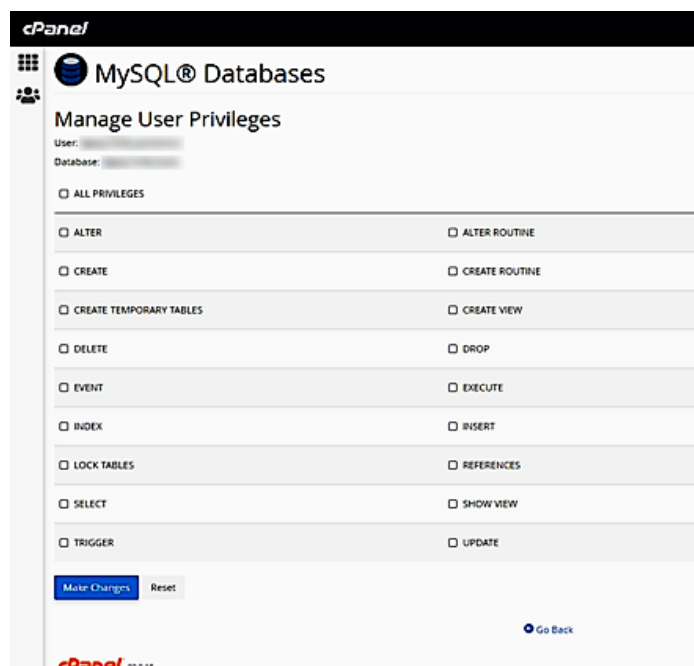 cPanel
MySQL® Databases
Manage User Privileges
User:
Database:
ALL PRIVILEGES
ALTER ALTER ROUTINE
CREATE CREATE ROUTINE
CREATE TEMPORARY TABLES CREATE VIEW
DELETE DROP
EVENT EXECUTE
INDEX INSERT
LOCK TABLES REFERENCES
SELECT SHOW VIEW
TRIGGER UPDATE
Make Changes Reset
Go Back
cPanel